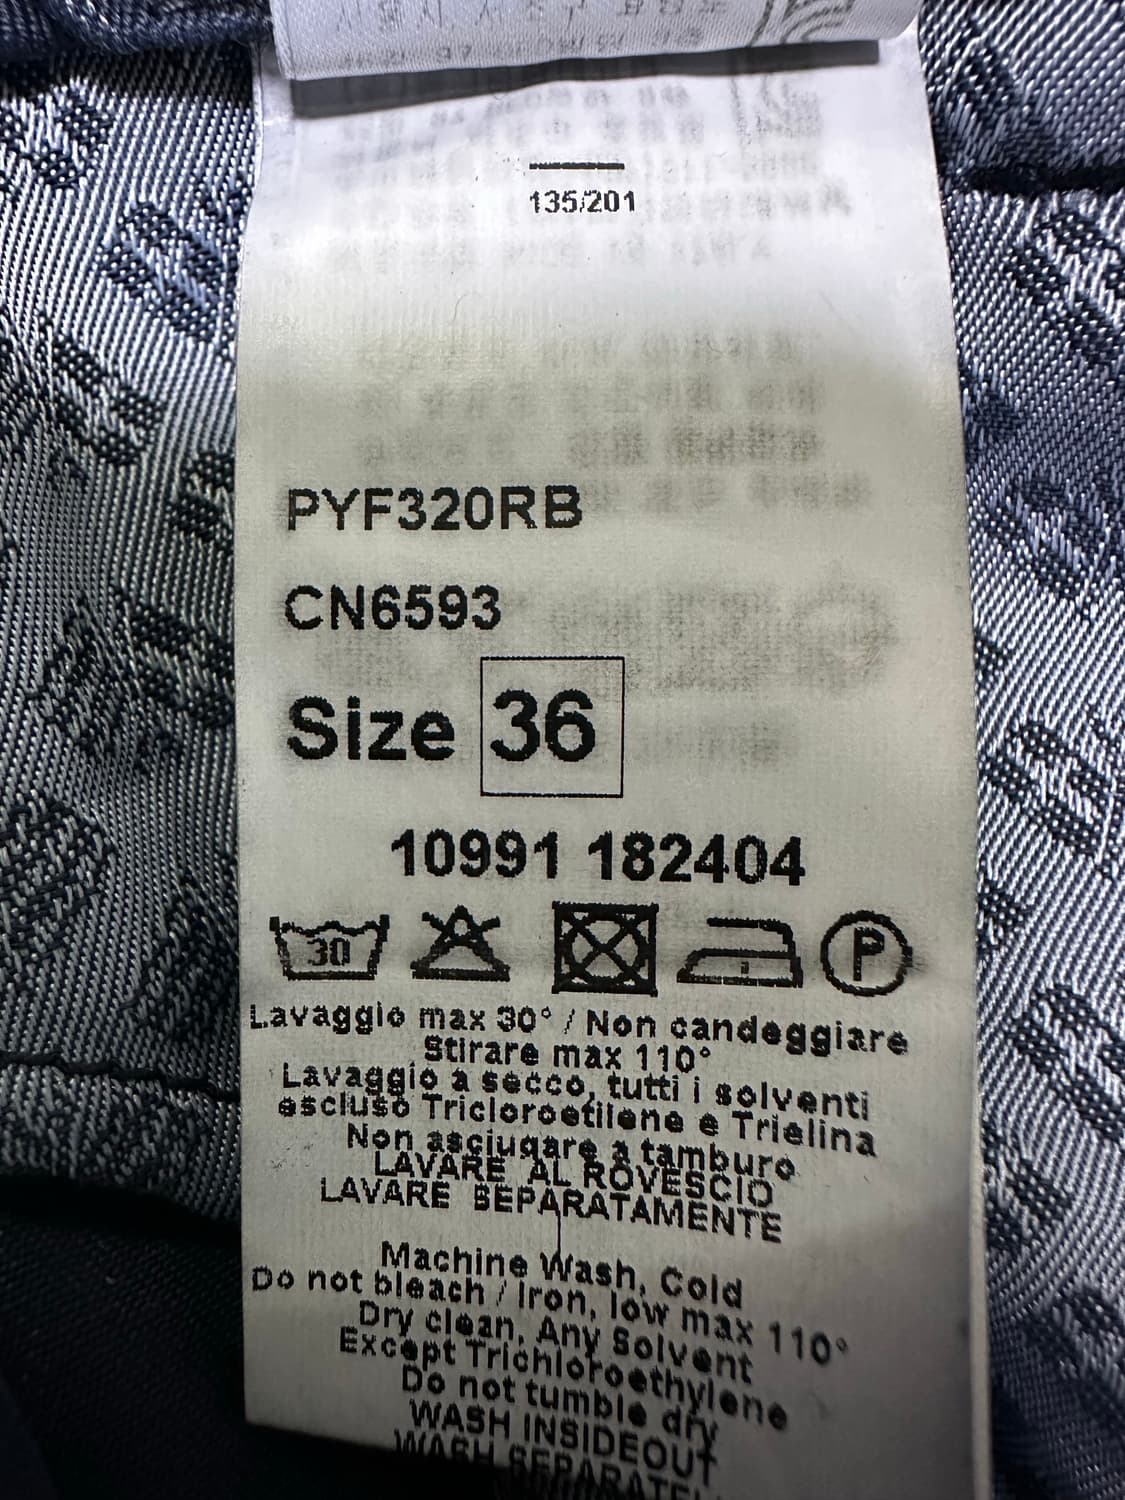 135/201
PYF320RB
CN6593
Size 36
10991 182404
30
P
Lavaggio max 30° / Non candeggiare
Stirare max 110°
Lavaggio a secco, tutti i solventi
escluso Tricloroetilene e Trielina
Non asciugare a tamburo
LAVARE AL ROVESCIO
LAVARE SEPARATAMENTE
Machine Wash, Cold
Do not bleach / Iron, low max 110°
Dry clean, Any Solvent
Except Trichloroethylene
Do not tumble dry
WASH INSIDEOUT
WASH